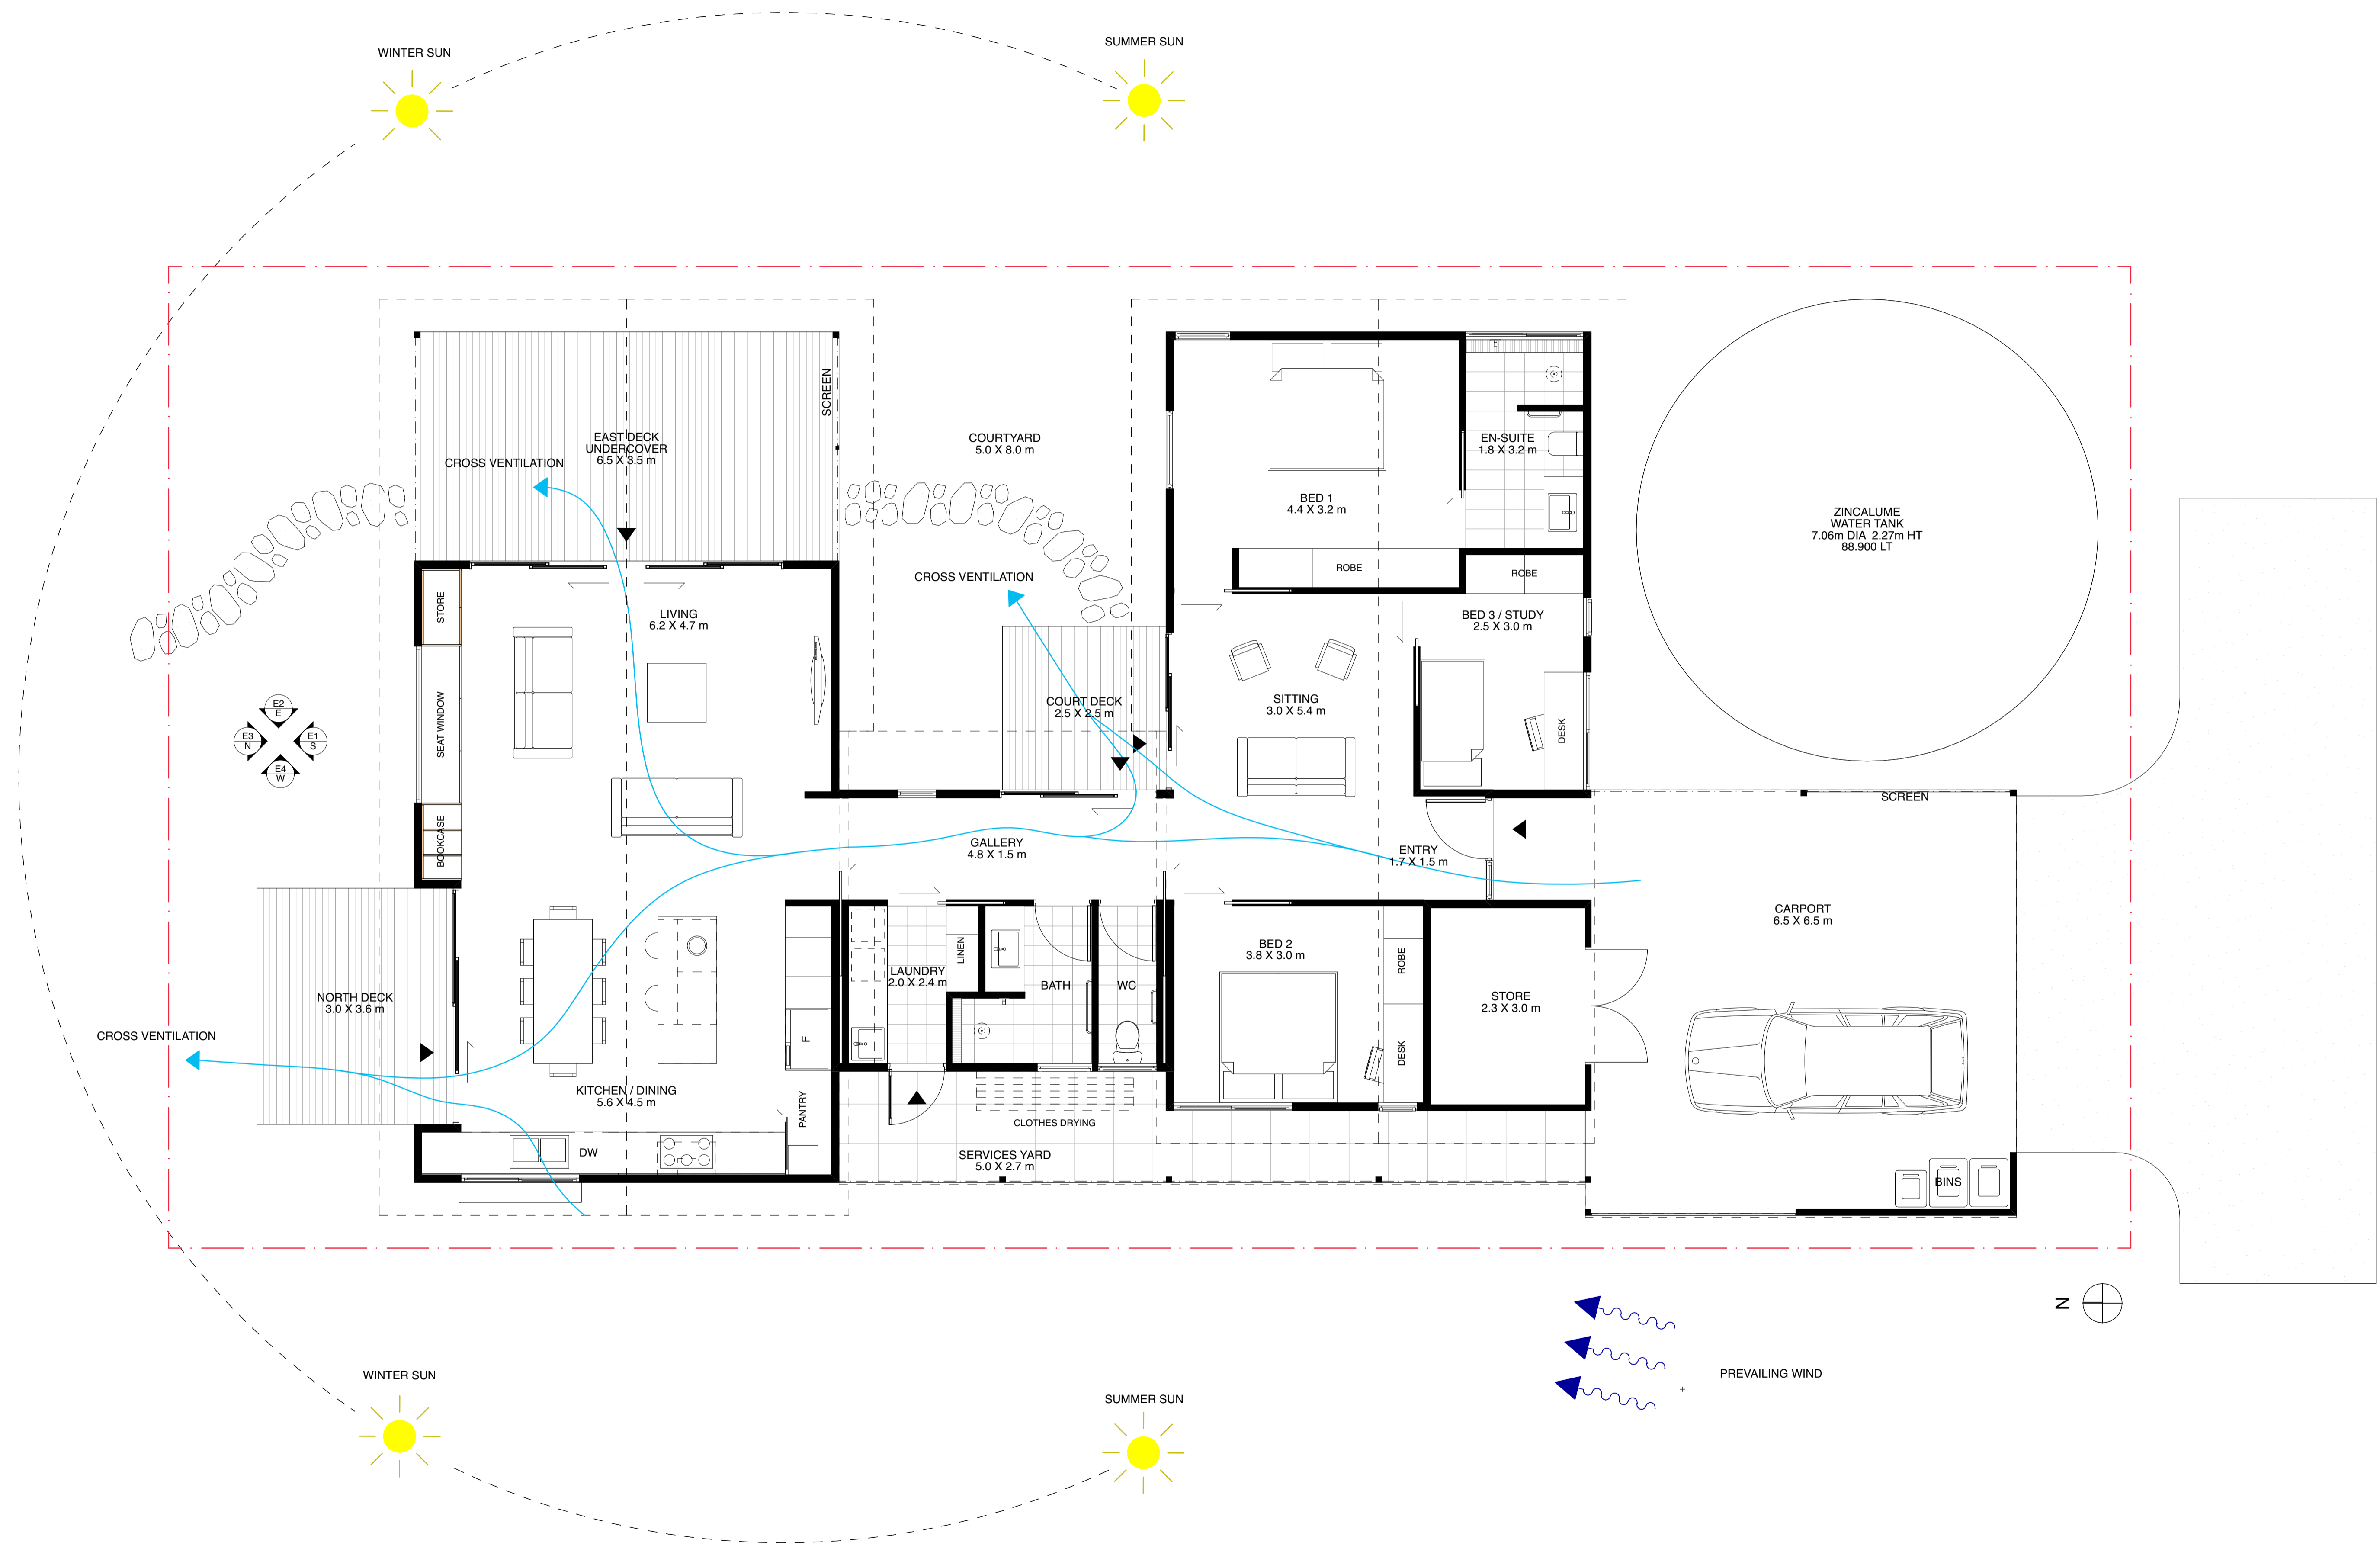 WINTER SUN
SUMMER SUN
SCREEN
EAST DECK
UNDERCOVER
6.5 X 3.5 m
CROSS VENTILATION
COURTYARD
5.0 X 8.0 m
EN-SUITE
1.8 X 3.2 m
BED 1
4.4 X 3.2 m
ZINCALUME
WATER TANK
7.06m DIA 2.27m HT
88.900 LT
CROSS VENTILATION
ROBE
ROBE
STORE
LIVING
6.2 X 4.7 m
BED 3 / STUDY
2.5 X 3.0 m
E2
E
E3
N
E1
S
E4
W
SEAT WINDOW
COURT DECK
2.5 X 2.5 m
SITTING
3.0 X 5.4 m
DESK
SCREEN
BOOKCASE
GALLERY
4.8 X 1.5 m
ENTRY
1.7 X 1.5 m
CARPORT
6.5 X 6.5 m
LINEN
BED 2
3.8 X 3.0 m
ROBE
LAUNDRY
2.0 X 2.4 m
BATH
WC
NORTH DECK
3.0 X 3.6 m
STORE
2.3 X 3.0 m
CROSS VENTILATION
F
DESK
KITCHEN / DINING
5.6 X 4.5 m
PANTRY
CLOTHES DRYING
DW
SERVICES YARD
5.0 X 2.7 m
BINS
N
WINTER SUN
SUMMER SUN
PREVAILING WIND